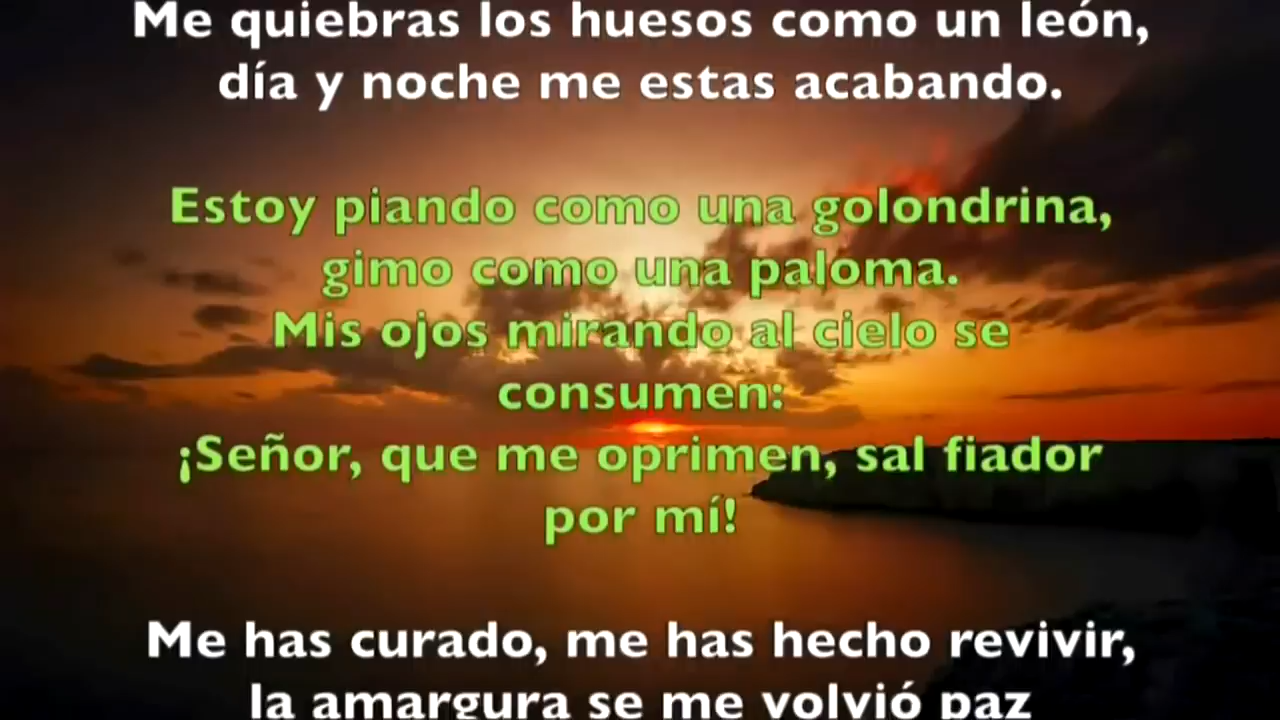 Me quiebras los huesos como un león,
día y noche me estas acabando.
Estoy piando como una golondrina,
gimo como una paloma.
Mis ojos mirando al cielo se
consumen:
¡Señor, que me oprimen, sal fiador
por mí!
Me has curado, me has hecho revivir,
la amargura se me volvió paz